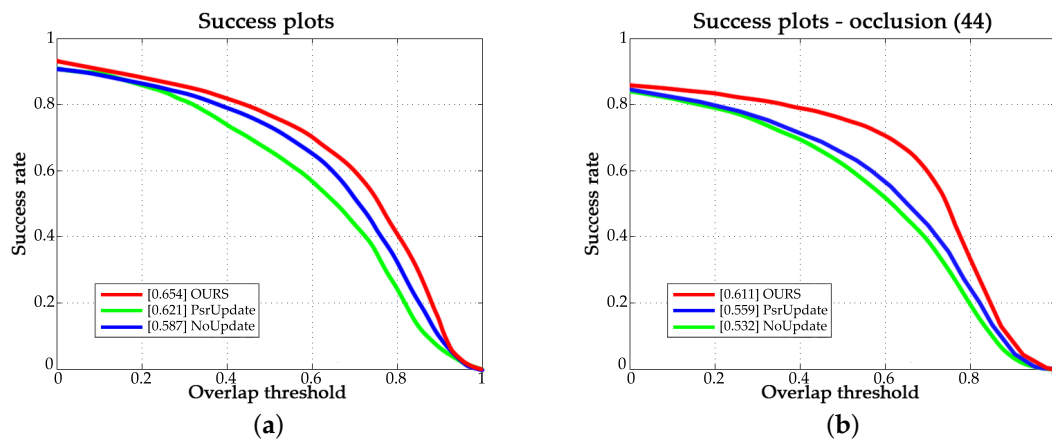 Success plots
1
0.8
0.6
0.4
0.2
0
Success rate
[0.654] OURS
[0.621] PsrUpdate
[0.587] NoUpdate
0 0.2 0.4 0.6 0.8 1
Overlap threshold
(a)
Success plots - occlusion (44)
1
0.8
0.6
0.4
0.2
0
Success rate
[0.611] OURS
[0.559] PsrUpdate
[0.532] NoUpdate
0 0.2 0.4 0.6 0.8
Overlap threshold
(b)